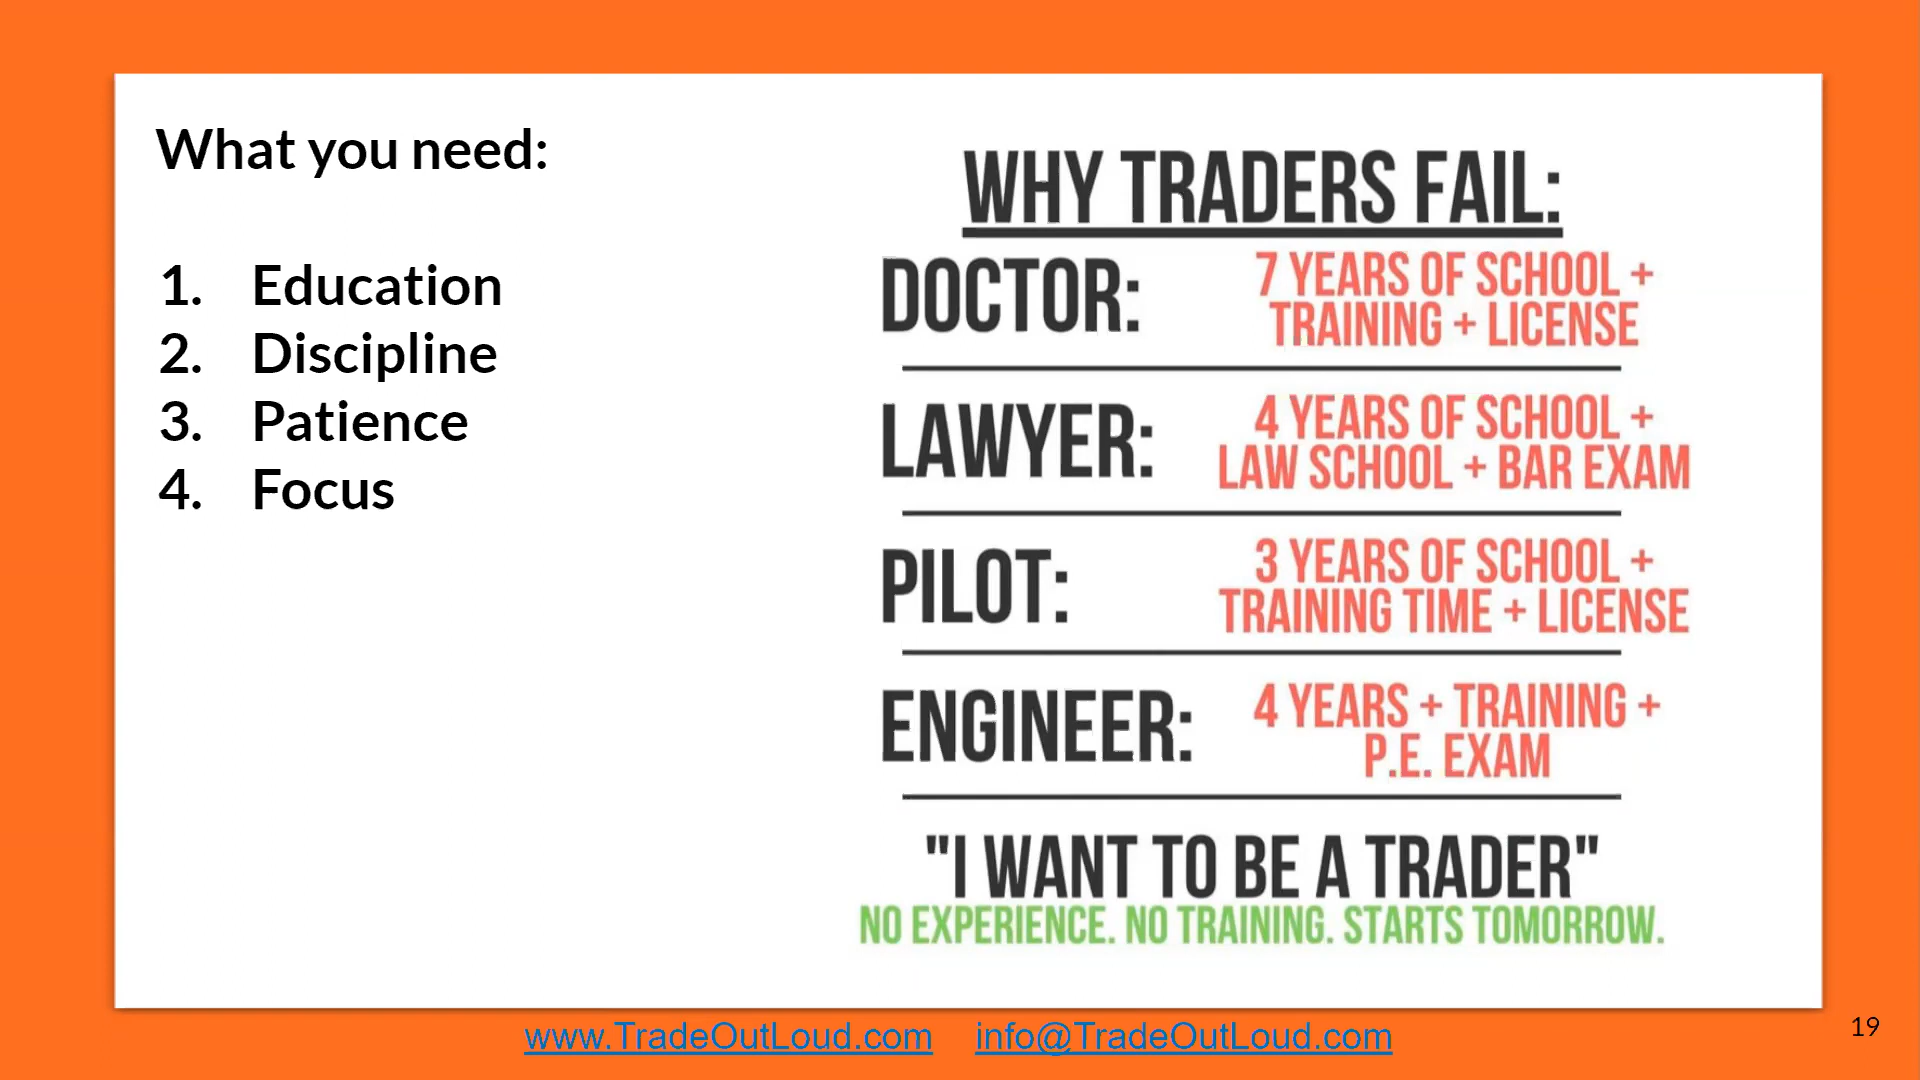 What you need:
1. Education
2. Discipline
3. Patience
4. Focus
WHY TRADERS FAIL:
DOCTOR:
7 YEARS OF SCHOOL +
TRAINING + LICENSE
LAWYER:
4 YEARS OF SCHOOL +
LAW SCHOOL + BAR EXAM
PILOT:
3 YEARS OF SCHOOL +
TRAINING TIME + LICENSE
ENGINEER:
4 YEARS + TRAINING +
P.E. EXAM
"I WANT TO BE A TRADER"
NO EXPERIENCE. NO TRAINING. STARTS TOMORROW.
www.TradeOutLoud.com info@TradeOutLoud.com
19